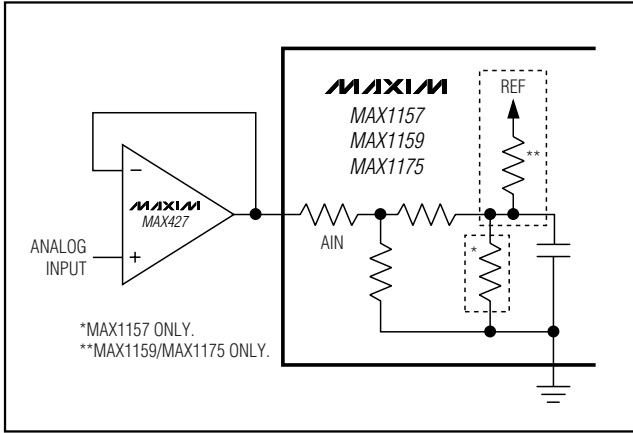 MAXIM
MAX1157
MAX1159
MAX1175
REF
**
−
MAXIM
MAX427
+
ANALOG
INPUT
AIN
*
*MAX1157 ONLY.
**MAX1159/MAX1175 ONLY.